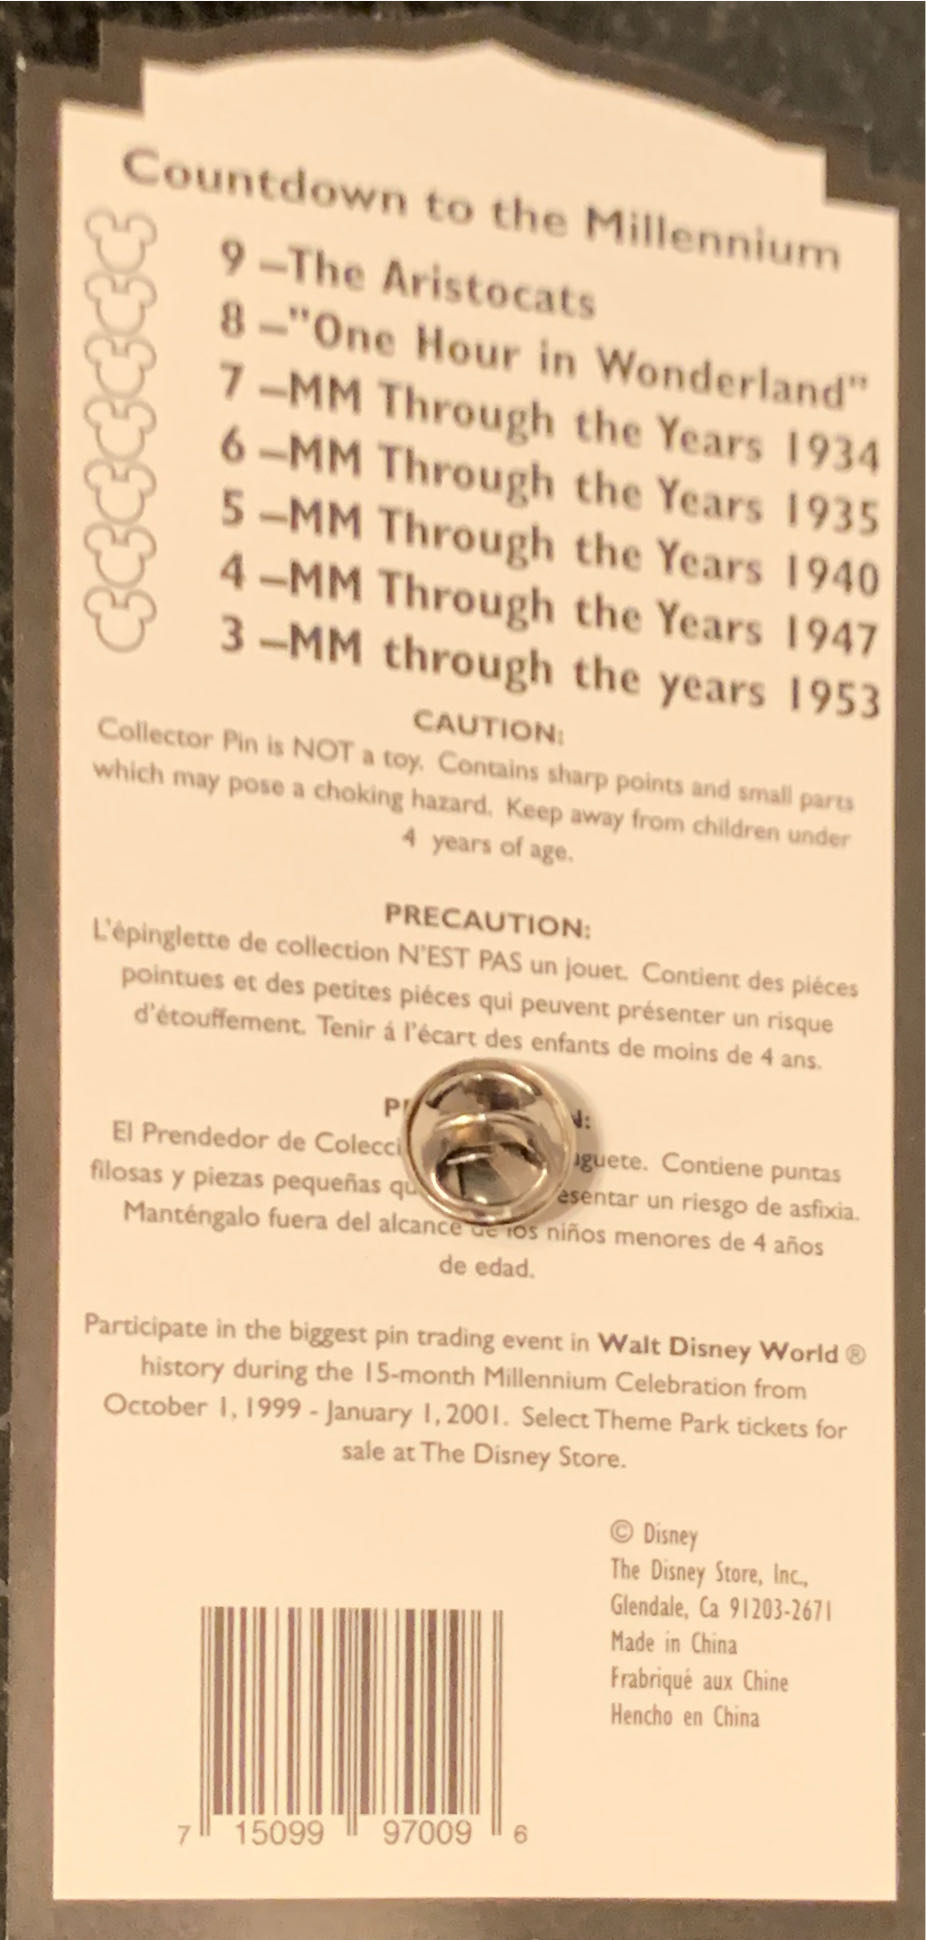 Countdown to the Millennium
9 –The Aristocats
8 –"One Hour in Wonderland"
7 –MM Through the Years 1934
6 –MM Through the Years 1935
5 –MM Through the Years 1940
4 –MM Through the Years 1947
3 –MM through the years 1953
CAUTION:
Collector Pin is NOT a toy. Contains sharp points and small parts
which may pose a choking hazard. Keep away from children under
4 years of age.
PRECAUTION:
L'épinglette de collection N'EST PAS un jouet. Contient des piéces
pointues et des petites piéces qui peuvent présenter un risque
d'étouffement. Tenir á l'écart des enfants de moins de 4 ans.
El Prendedor de Contiene puntas
filosas y piezas pequeñas un riesgo de asfixia.
Manténgalo fuera del alcance de los niños menores de 4 años
de edad.
Participate in the biggest pin trading event in Walt Disney World ®
history during the 15-month Millennium Celebration from
October 1, 1999 - January 1, 2001. Select Theme Park tickets for
sale at The Disney Store.
© Disney
The Disney Store, Inc.,
Glendale, Ca 91203-2671
Made in China
Frabriqué aux Chine
Hencho en China
7 15099 97009 6